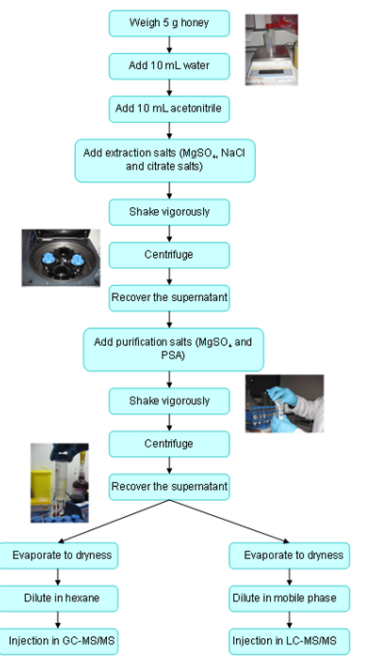 Weigh 5 g honey
Add 10 mL water
Add 10 mL acetonitrile
Add extraction salts (MgSO₄, NaCl
and citrate salts)
Shake vigorously
Centrifuge
Recover the supernatant
Add purification salts (MgSO₄ and
PSA)
Shake vigorously
Centrifuge
Recover the supernatant
Evaporate to dryness
Evaporate to dryness
Dilute in hexane
Dilute in mobile phase
Injection in GC-MS/MS
Injection in LC-MS/MS